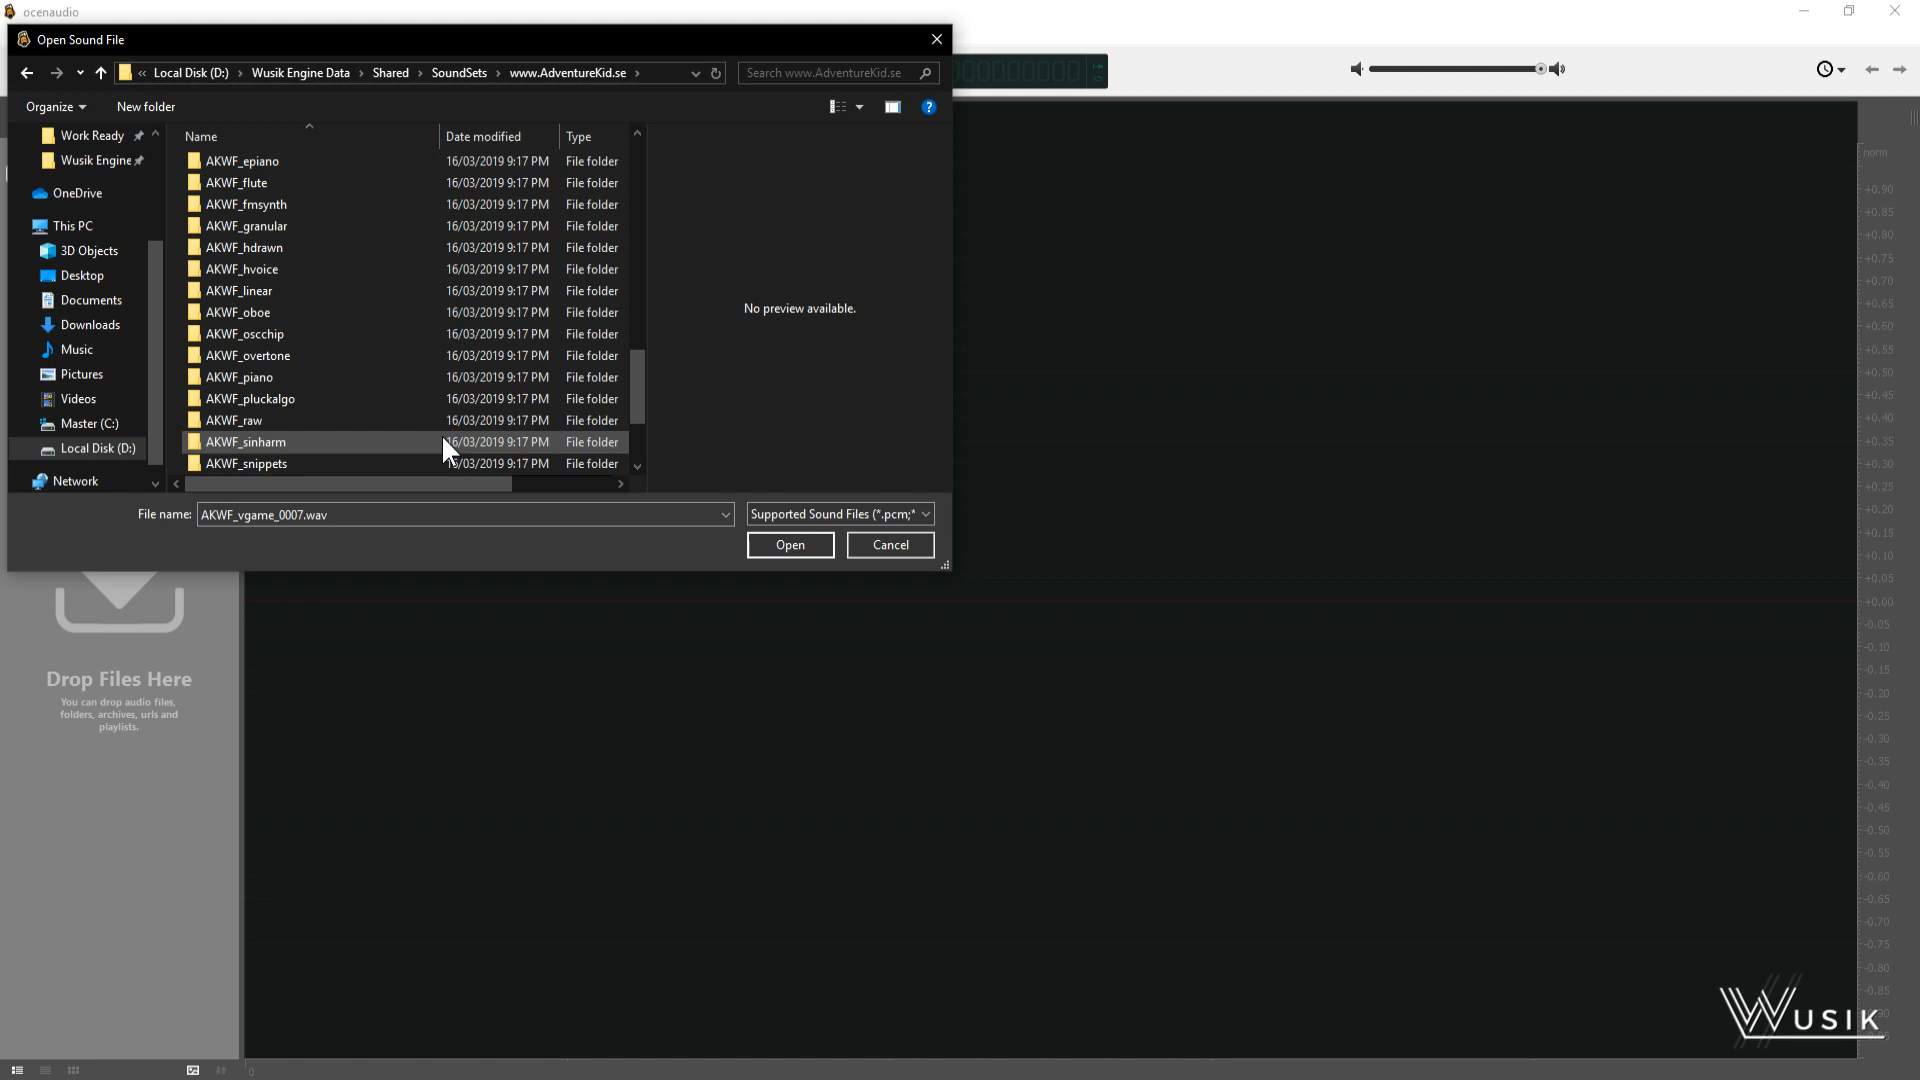 ocenaudio
Open Sound File
« Local Disk (D:) › Wusik Engine Data › Shared › SoundSets › www.AdventureKid.se ›
Search www.AdventureKid.se
Organize
New folder
Work Ready
Wusik Engine
OneDrive
This PC
3D Objects
Desktop
Documents
Downloads
Music
Pictures
Videos
Master (C:)
Local Disk (D:)
Network
Name Date modified Type
AKWF_epiano 16/03/2019 9:17 PM File folder
AKWF_flute 16/03/2019 9:17 PM File folder
AKWF_fmsynth 16/03/2019 9:17 PM File folder
AKWF_granular 16/03/2019 9:17 PM File folder
AKWF_hdrawn 16/03/2019 9:17 PM File folder
AKWF_hvoice 16/03/2019 9:17 PM File folder
AKWF_linear 16/03/2019 9:17 PM File folder
AKWF_oboe 16/03/2019 9:17 PM File folder
AKWF_oscchip 16/03/2019 9:17 PM File folder
AKWF_overtone 16/03/2019 9:17 PM File folder
AKWF_piano 16/03/2019 9:17 PM File folder
AKWF_pluckalgo 16/03/2019 9:17 PM File folder
AKWF_raw 16/03/2019 9:17 PM File folder
AKWF_sinharm 16/03/2019 9:17 PM File folder
AKWF_snippets 16/03/2019 9:17 PM File folder
No preview available.
File name: AKWF_vgame_0007.wav
Supported Sound Files (*.pcm;*
Open
Cancel
Drop Files Here
You can drop audio files,
folders, archives, urls and
playlists.
norm
+0.90
+0.85
+0.80
+0.75
+0.70
+0.65
+0.60
+0.55
+0.50
+0.45
+0.40
+0.35
+0.30
+0.25
+0.20
+0.15
+0.10
+0.05
+0.00
-0.05
-0.10
-0.15
-0.20
-0.25
-0.30
-0.35
-0.40
-0.45
-0.50
-0.55
-0.60
-0.65
-0.70
-0.75
-0.80
-0.85
WUSIK
0